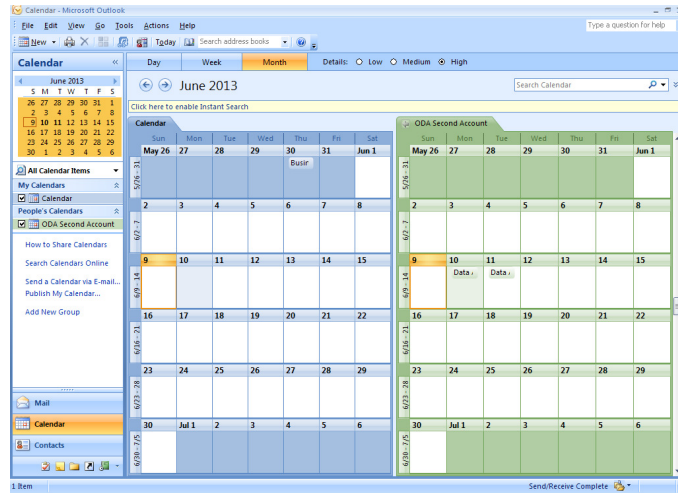 Calendar - Microsoft Outlook
File Edit View Go Tools Actions Help
Type a question for help
New Today Search address books
Calendar «
Day Week Month Details: Low Medium High
June 2013
S M T W T F S
26 27 28 29 30 31 1
2 3 4 5 6 7 8
9 10 11 12 13 14 15
16 17 18 19 20 21 22
23 24 25 26 27 28 29
30 1 2 3 4 5 6
All Calendar Items
My Calendars
Calendar
People's Calendars
ODA Second Account
How to Share Calendars
Search Calendars Online
Send a Calendar via E-mail...
Publish My Calendar...
Add New Group
Mail
Calendar
Contacts
June 2013
Search Calendar
Click here to enable Instant Search
Calendar
Sun Mon Tue Wed Thu Fri Sat
5/26 - 31
May 26 27 28 29 30 31 Jun 1
Busir
6/2 - 7
2 3 4 5 6 7 8
6/9 - 14
9 10 11 12 13 14 15
6/16 - 21
16 17 18 19 20 21 22
6/23 - 28
23 24 25 26 27 28 29
6/30 - 7/5
30 Jul 1 2 3 4 5 6
ODA Second Account
Sun Mon Tue Wed Thu Fri Sat
5/26 - 31
May 26 27 28 29 30 31 Jun 1
6/2 - 7
2 3 4 5 6 7 8
6/9 - 14
9 10 11 12 13 14 15
Data Data
6/16 - 21
16 17 18 19 20 21 22
6/23 - 28
23 24 25 26 27 28 29
6/30 - 7/5
30 Jul 1 2 3 4 5 6
1 Item
Send/Receive Complete